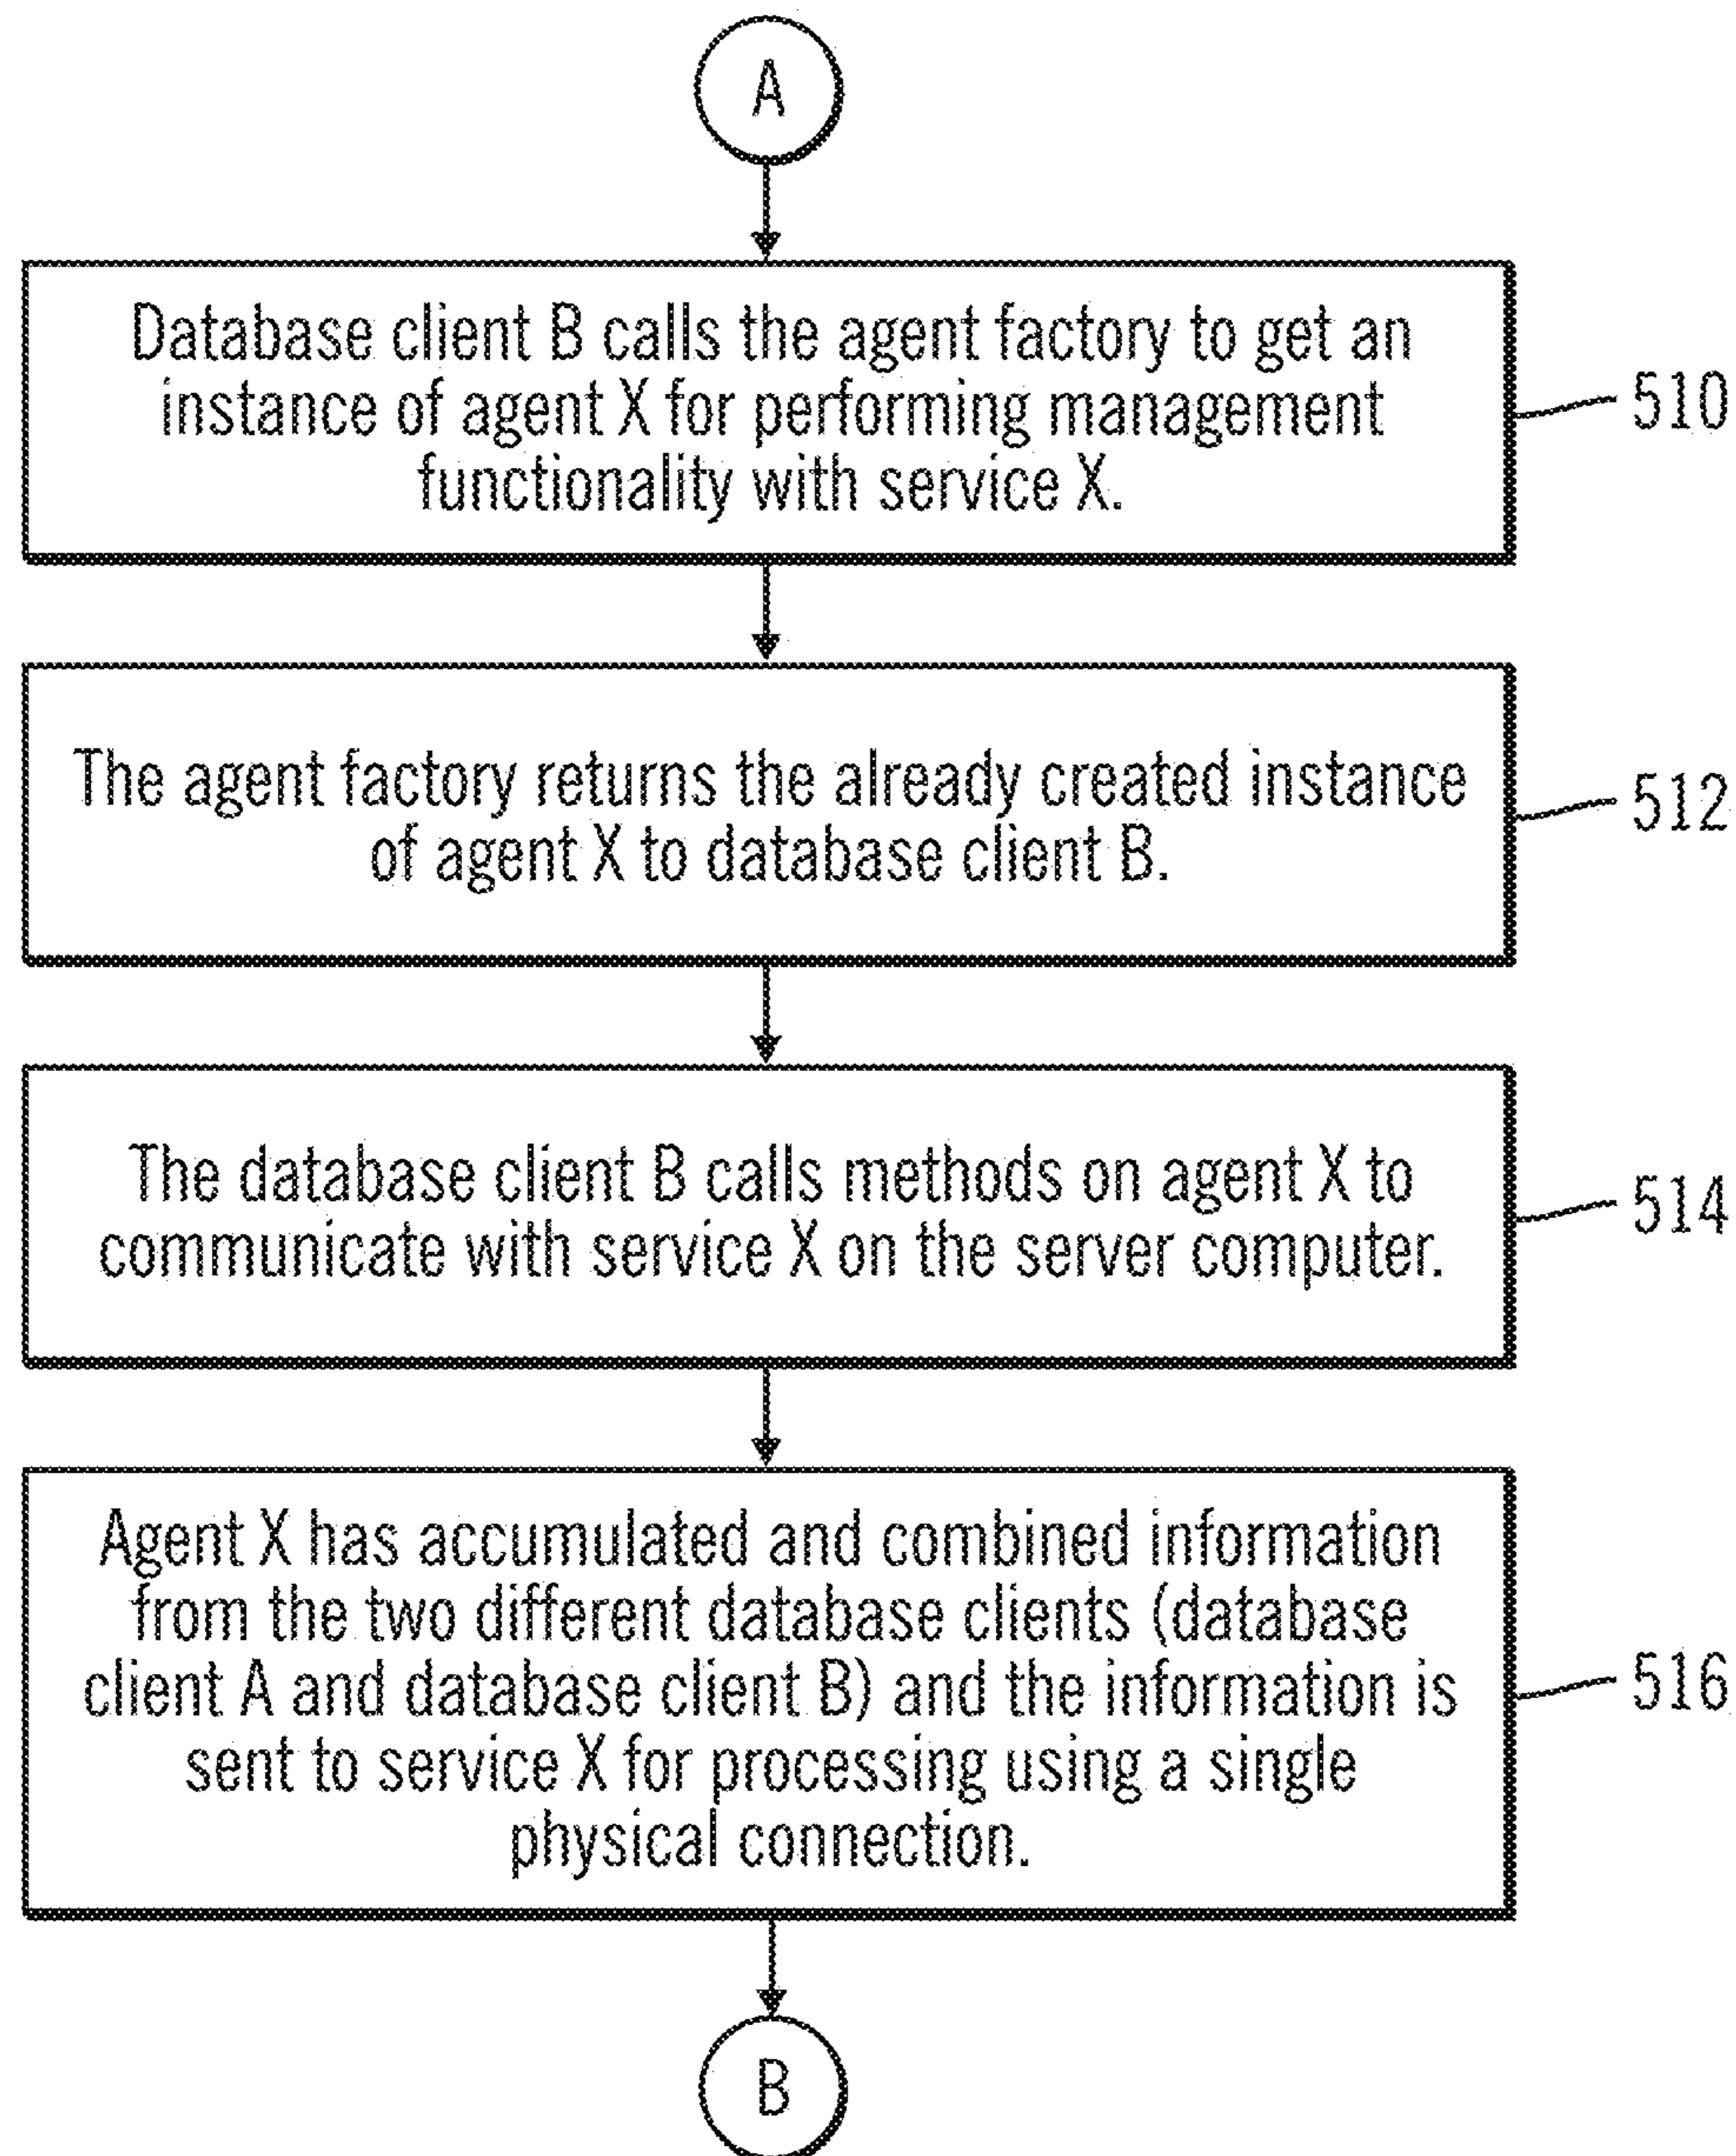 A
Database client B calls the agent factory to get an
instance of agent X for performing management
functionality with service X.
510
The agent factory returns the already created instance
of agent X to database client B.
512
The database client B calls methods on agent X to
communicate with service X on the server computer.
514
Agent X has accumulated and combined information
from the two different database clients (database
client A and database client B) and the information is
sent to service X for processing using a single
physical connection.
516
B